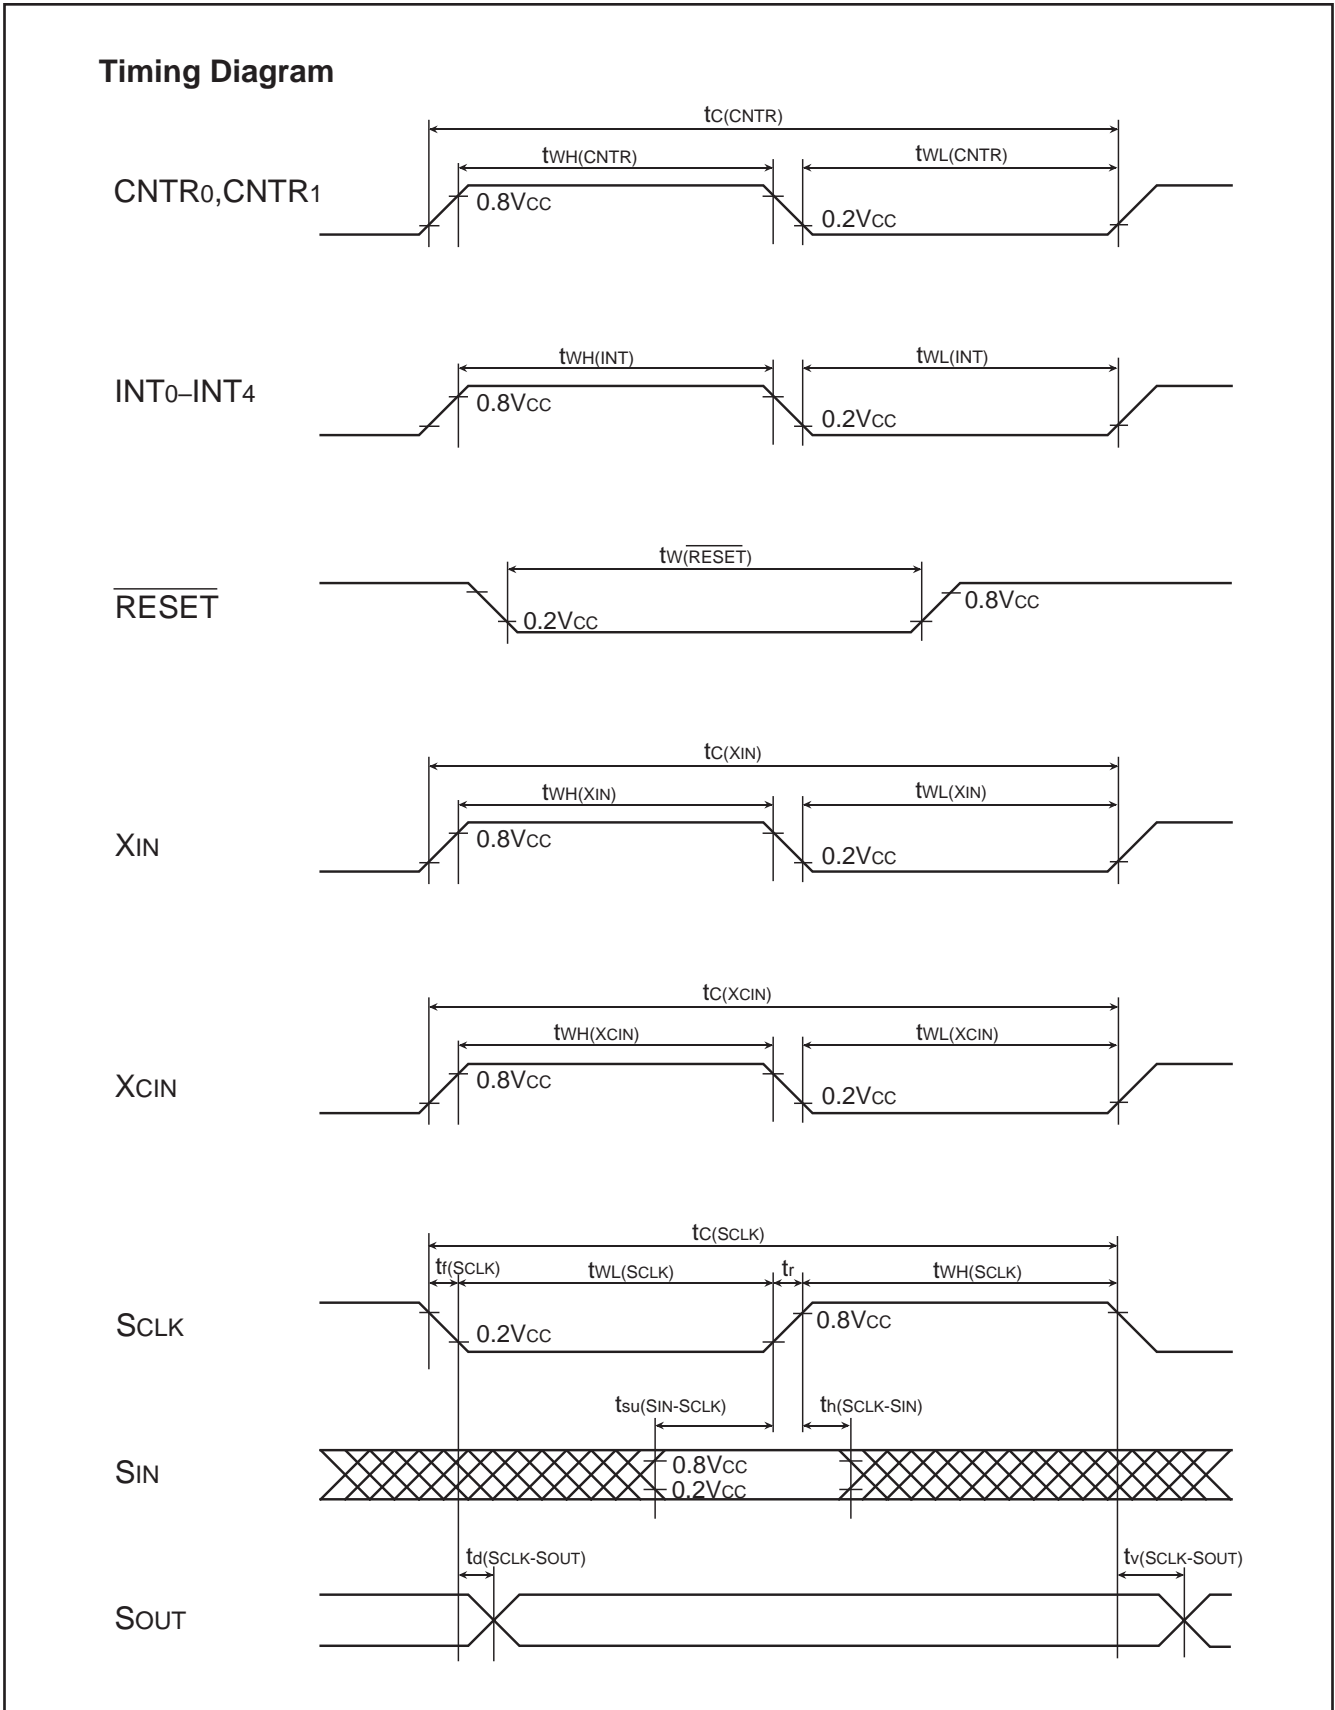 Timing Diagram
tC(CNTR)
tWH(CNTR)
tWL(CNTR)
CNTR0,CNTR1
0.8VCC
0.2VCC
tWH(INT)
tWL(INT)
INT0–INT4
0.8VCC
0.2VCC
tW(RESET)
RESET
0.2VCC
0.8VCC
tC(XIN)
tWH(XIN)
tWL(XIN)
XIN
0.8VCC
0.2VCC
tC(XCIN)
tWH(XCIN)
tWL(XCIN)
XCIN
0.8VCC
0.2VCC
tC(SCLK)
tf(SCLK)
tWL(SCLK)
tr
tWH(SCLK)
SCLK
0.2VCC
0.8VCC
tsu(SIN-SCLK)
th(SCLK-SIN)
SIN
0.8VCC
0.2VCC
td(SCLK-SOUT)
tv(SCLK-SOUT)
SOUT